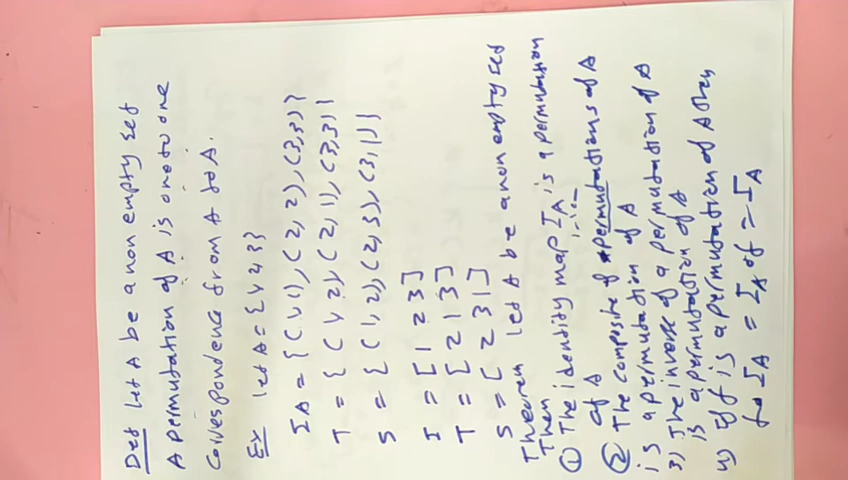 Def Let A be a non empty set
A permutation of A is one to one
Correspondence from A to A.
Ex let A = {1, 2, 3}
IA = {(1,1), (2,2), (3,3)}
T = {(1,2), (2,1), (3,3)}
S = {(1,2), (2,3), (3,1)}
I = [1 2 3]
T = [2 1 3]
S = [2 3 1]
Theorem let A be a non empty set
Then
① The identity map IA is a permutation
of A
② The composite of permutations of A
is a permutation of A
3) The inverse of a permutation of A
is a permutation of A
4) If f is a permutation of A then
f o IA = IA o f = IA